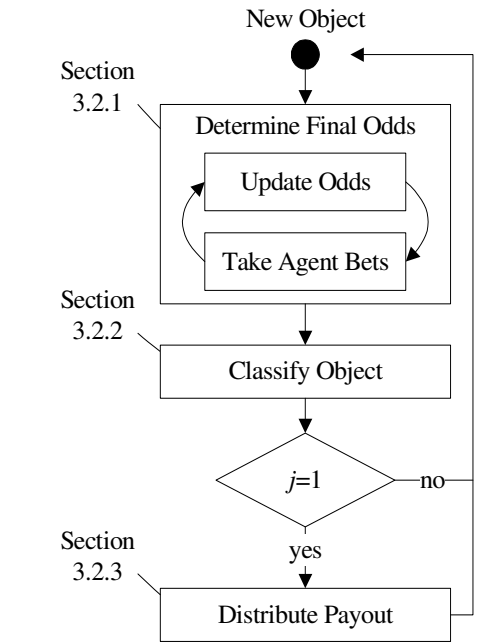 New Object
Section
3.2.1
Determine Final Odds
Update Odds
Take Agent Bets
Section
3.2.2
Classify Object
j=1
no
yes
Section
3.2.3
Distribute Payout